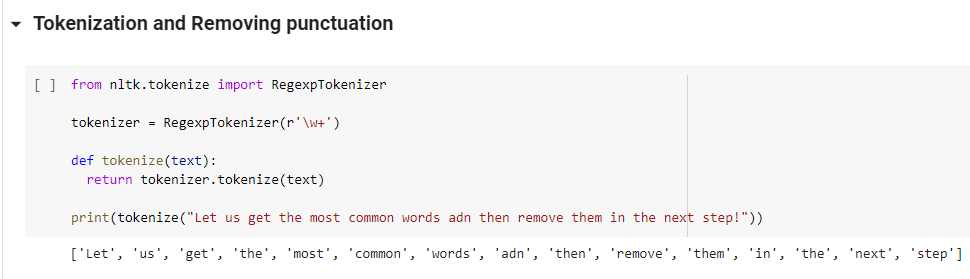 Tokenization and Removing punctuation
[ ] from nltk.tokenize import RegexpTokenizer
tokenizer = RegexpTokenizer(r'\w+')
def tokenize(text):
  return tokenizer.tokenize(text)
print(tokenize("Let us get the most common words adn then remove them in the next step!"))
['Let', 'us', 'get', 'the', 'most', 'common', 'words', 'adn', 'then', 'remove', 'them', 'in', 'the', 'next', 'step']